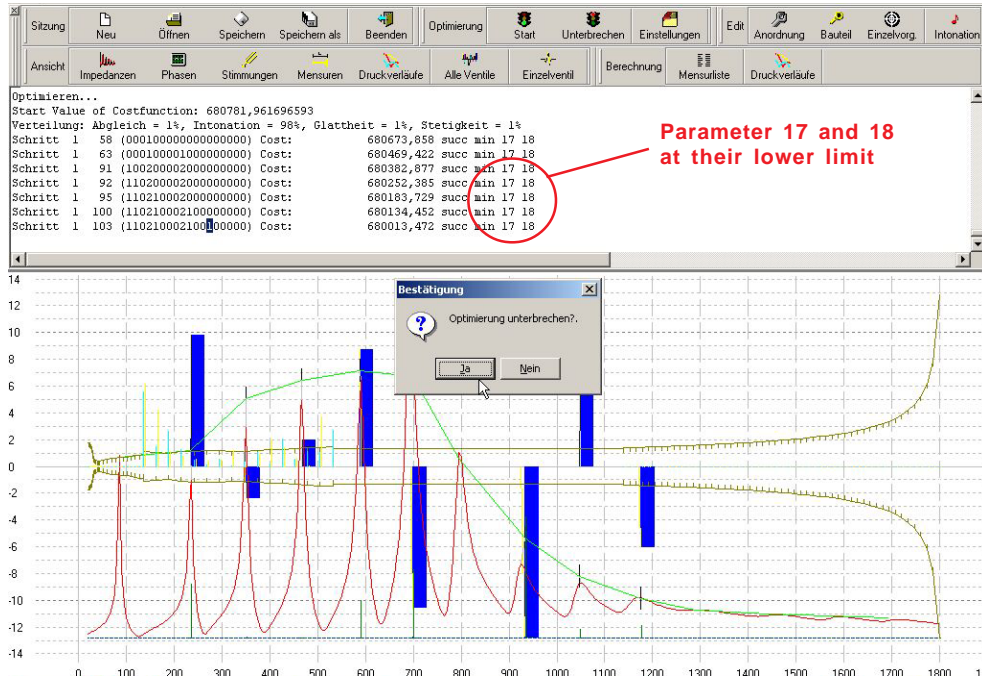 Sitzung Neu Öffnen Speichern Speichern als Beenden Optimierung Start Unterbrechen Einstellungen Edit Anordnung Bauteil Einzelvorg. Intonation
Ansicht Impedanzen Phasen Stimmungen Mensuren Druckverläufe Alle Ventile Einzelventil Berechnung Mensurliste Druckverläufe
Optimieren...
Start Value of Costfunction: 680781,961696593
Verteilung: Abgleich = 1%, Intonation = 98%, Glattheit = 1%, Stetigkeit = 1%
Schritt 1 58 (000100000000000000) Cost: 680673,858 succ min 17 18
Schritt 1 63 (000100001000000000) Cost: 680469,422 succ min 17 18
Schritt 1 91 (100200002000000000) Cost: 680382,877 succ min 17 18
Schritt 1 92 (110200002000000000) Cost: 680252,385 succ min 17 18
Schritt 1 95 (110210002000000000) Cost: 680183,729 succ min 17 18
Schritt 1 100 (110210002100000000) Cost: 680134,452 succ min 17 18
Schritt 1 103 (110210002100100000) Cost: 680013,472 succ min 17 18
Parameter 17 and 18
at their lower limit
Bestätigung
Optimierung unterbrechen?.
Ja Nein
14
12
10
8
6
4
2
0
-2
-4
-6
-8
-10
-12
-14
0 100 200 300 400 500 600 700 800 900 1000 1100 1200 1300 1400 1500 1600 1700 1800